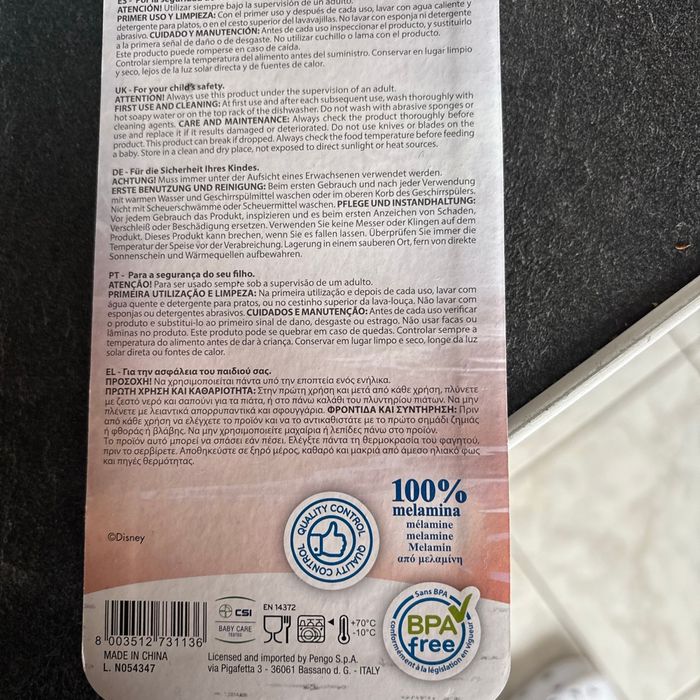 ATENCIÓN! Utilizar siempre bajo la supervisión de un adulto.
PRIMER USO Y LIMPIEZA: Con el primer uso y después de cada uso, lavar con agua caliente y
detergente para platos, o en el cesto superior del lavavajillas. No lavar con esponja ni detergente
abrasivo. CUIDADO Y MANUTENCIÓN: Antes de cada uso inspeccionar el producto, y sustituirlo
a la primera señal de daño o de desgaste. No utilizar cuchillo o lama con el producto.
Este producto puede romperse en caso de caída.
Controlar siempre la temperatura del alimento antes del suministro. Conservar en lugar limpio
y seco, lejos de la luz solar directa y de fuentes de calor.
UK - For your child's safety.
ATTENTION! Always use this product under the supervision of an adult.
FIRST USE AND CLEANING: At first use and after each subsequent use, wash thoroughly with
hot soapy water or on the top rack of the dishwasher. Do not wash with abrasive sponges or
cleaning agents. CARE AND MAINTENANCE: Always check the product thoroughly before
use and replace it if it results damaged or deteriorated. Do not use knives or blades on the
product. This product can break if dropped. Always check the food temperature before feeding
a baby. Store in a clean and dry place, not exposed to direct sunlight or heat sources.
DE - Für die Sicherheit Ihres Kindes.
ACHTUNG! Muss immer unter der Aufsicht eines Erwachsenen verwendet werden.
ERSTE BENUTZUNG UND REINIGUNG: Beim ersten Gebrauch und nach jeder Verwendung
mit warmen Wasser und Geschirrspülmittel waschen oder im oberen Korb des Geschirrspülers.
Nicht mit Scheuerschwämme oder Scheuermittel waschen. PFLEGE UND INSTANDHALTUNG:
Vor jedem Gebrauch das Produkt, inspizieren und es beim ersten Anzeichen von Schaden,
Verschleiß oder Beschädigung ersetzen. Verwenden Sie keine Messer oder Klingen auf dem
Produkt. Dieses Produkt kann brechen, wenn Sie es fallen lassen. Überprüfen Sie immer die
Temperatur der Speise vor der Verabreichung. Lagerung in einem sauberen Ort, fern von direkte
Sonnenschein und Wärmequellen aufbewahren.
PT - Para a segurança do seu filho.
ATENÇÃO! Para ser usado sempre sob a supervisão de um adulto.
PRIMEIRA UTILIZAÇÃO E LIMPEZA: Na primeira utilização e depois de cada uso, lavar com
água quente e detergente para pratos, ou no cestinho superior da lava-louça. Não lavar com
esponjas ou detergentes abrasivos. CUIDADOS E MANUTENÇÃO: Antes de cada uso verificar
o produto e substitui-lo ao primeiro sinal de dano, desgaste ou estrago. Não usar facas ou
lâminas no produto. Este produto pode se quebrar em caso de quedas. Controlar sempre a
temperatura do alimento antes de dar à criança. Conservar em lugar limpo e seco, longe da luz
solar direta ou fontes de calor.
EL - Για την ασφάλεια του παιδιού σας.
ΠΡΟΣΟΧΗ! Να χρησιμοποιείται πάντα υπό την εποπτεία ενός ενήλικα.
ΠΡΩΤΗ ΧΡΗΣΗ ΚΑΙ ΚΑΘΑΡΙΟΤΗΤΑ: Στην πρώτη χρήση και μετά από κάθε χρήση, πλύνετε
με ζεστό νερό και σαπούνι για τα πιάτα, ή στο πάνω καλάθι του πλυντηρίου πιάτων. Να μην
πλένετε με λειαντικά απορρυπαντικά και σφουγγάρια. ΦΡΟΝΤΙΔΑ ΚΑΙ ΣΥΝΤΗΡΗΣΗ: Πριν
από κάθε χρήση να ελέγχετε το προϊόν και να το αντικαθιστάτε με το πρώτο σημάδι ζημιάς
ή φθοράς ή βλάβης. Να μην χρησιμοποιείτε μαχαίρια ή λεπίδες πάνω στο προϊόν.
Το προϊόν αυτό μπορεί να σπάσει εάν πέσει. Ελέγξτε πάντα τη θερμοκρασία του φαγητού,
πριν το σερβίρετε. Αποθηκεύστε σε ξηρό μέρος, καθαρό και μακριά από άμεσο ηλιακό φως
και πηγές θερμότητας.
©Disney
QUALITY CONTROL
QUALITY CONTROL
100%
melamina
mélamine
melamine
Melamin
από μελαμίνη
8 003512 731136
MADE IN CHINA
L. N054347
CSI
BABY CARE
TESTED
EN 14372
+70°C
-10°C
Licensed and imported by Pengo S.p.A.
via Pigafetta 3 - 36061 Bassano d. G. - ITALY
Sans BPA
BPA
free
conformément à la législation en vigueur